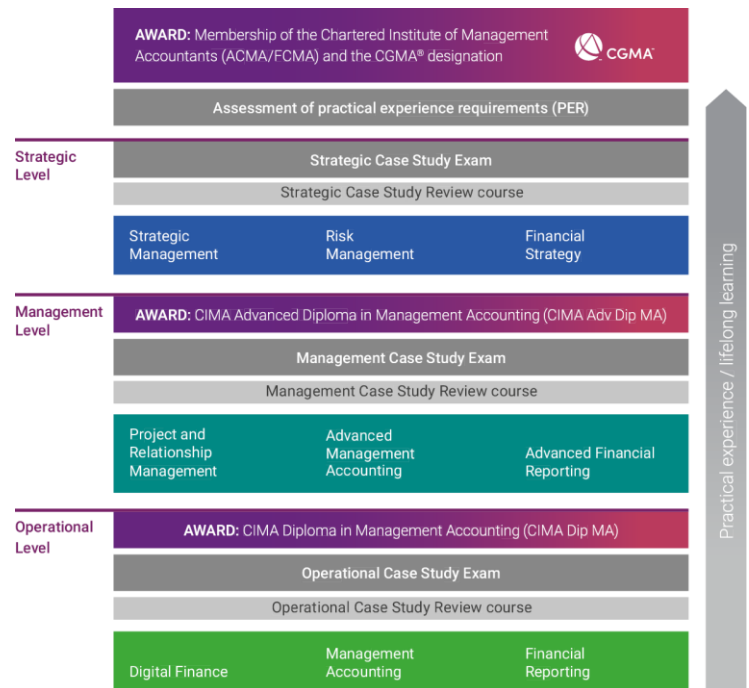 AWARD: Membership of the Chartered Institute of Management
Accountants (ACMA/FCMA) and the CGMA® designation
CGMA™
Assessment of practical experience requirements (PER)
Strategic
Level
Strategic Case Study Exam
Strategic Case Study Review course
Strategic
Management
Risk
Management
Financial
Strategy
Management
Level
AWARD: CIMA Advanced Diploma in Management Accounting (CIMA Adv Dip MA)
Management Case Study Exam
Management Case Study Review course
Project and
Relationship
Management
Advanced
Management
Accounting
Advanced Financial
Reporting
Operational
Level
AWARD: CIMA Diploma in Management Accounting (CIMA Dip MA)
Operational Case Study Exam
Operational Case Study Review course
Digital Finance
Management
Accounting
Financial
Reporting
Practical experience / lifelong learning